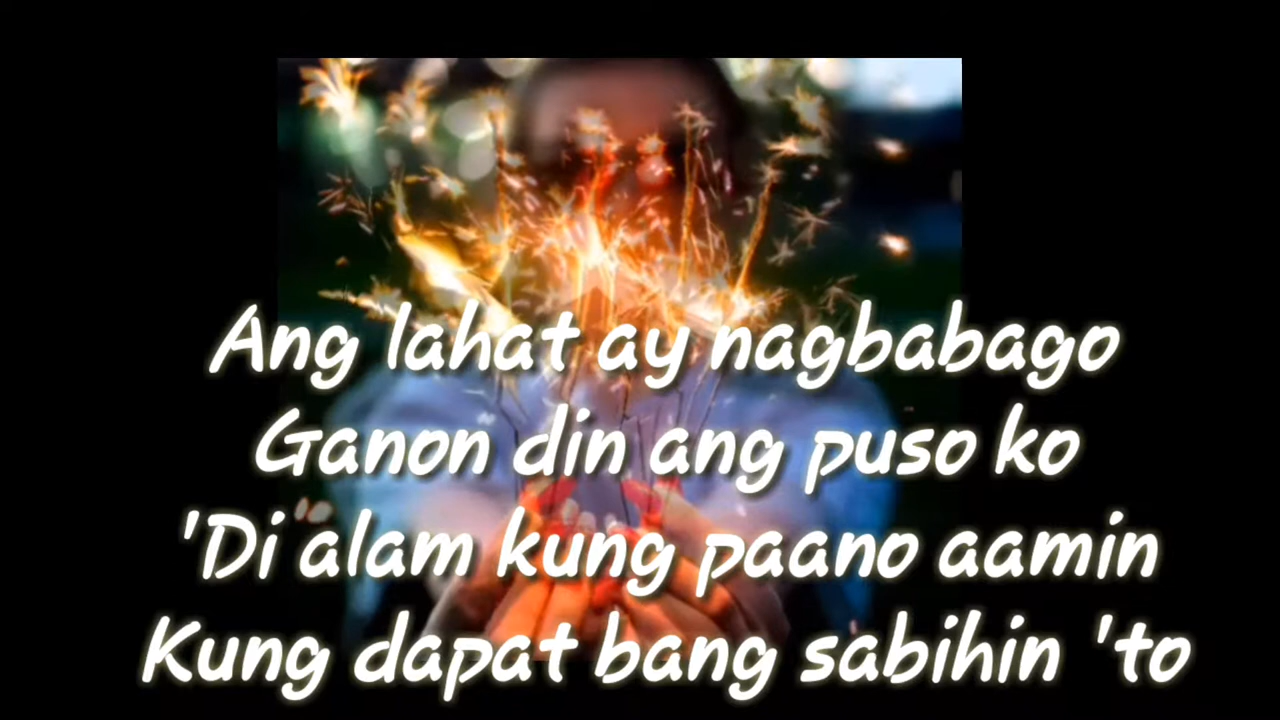 Ang lahat ay nagbabago
Ganon din ang puso ko
'Di alam kung paano aamin
Kung dapat bang sabihin 'to